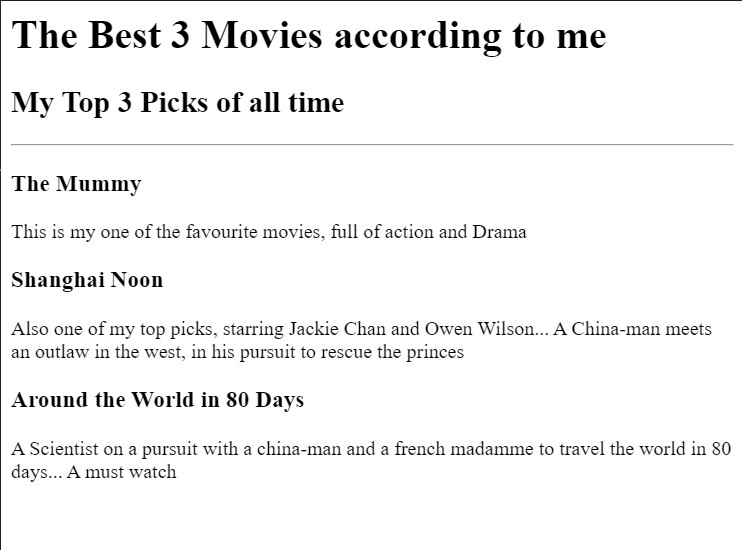 The Best 3 Movies according to me
My Top 3 Picks of all time
The Mummy
This is my one of the favourite movies, full of action and Drama
Shanghai Noon
Also one of my top picks, starring Jackie Chan and Owen Wilson... A China-man meets
an outlaw in the west, in his pursuit to rescue the princes
Around the World in 80 Days
A Scientist on a pursuit with a china-man and a french madamme to travel the world in 80
days... A must watch